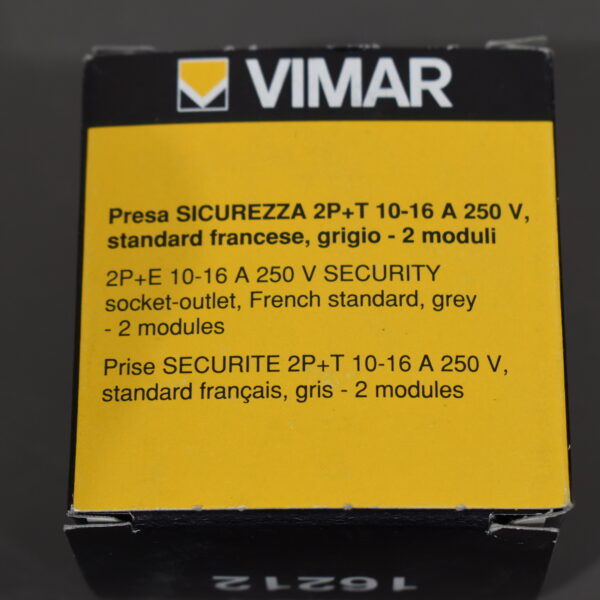 VIMAR
Presa SICUREZZA 2P+T 10-16 A 250 V,
standard francese, grigio - 2 moduli
2P+E 10-16 A 250 V SECURITY
socket-outlet, French standard, grey
- 2 modules
Prise SECURITE 2P+T 10-16 A 250 V,
standard français, gris - 2 modules
16212